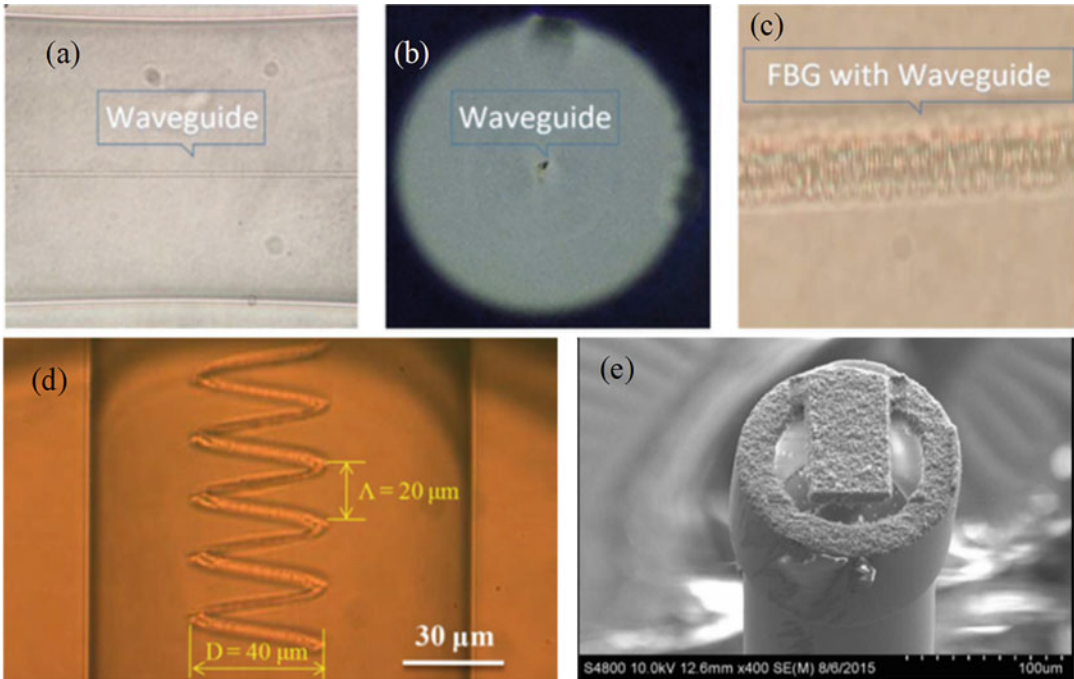 (a)
Waveguide
(b)
Waveguide
(c)
FBG with Waveguide
(d)
Λ = 20 μm
D = 40 μm
30 μm
(e)
S4800 10.0kV 12.6mm x400 SE(M) 8/6/2015
100um